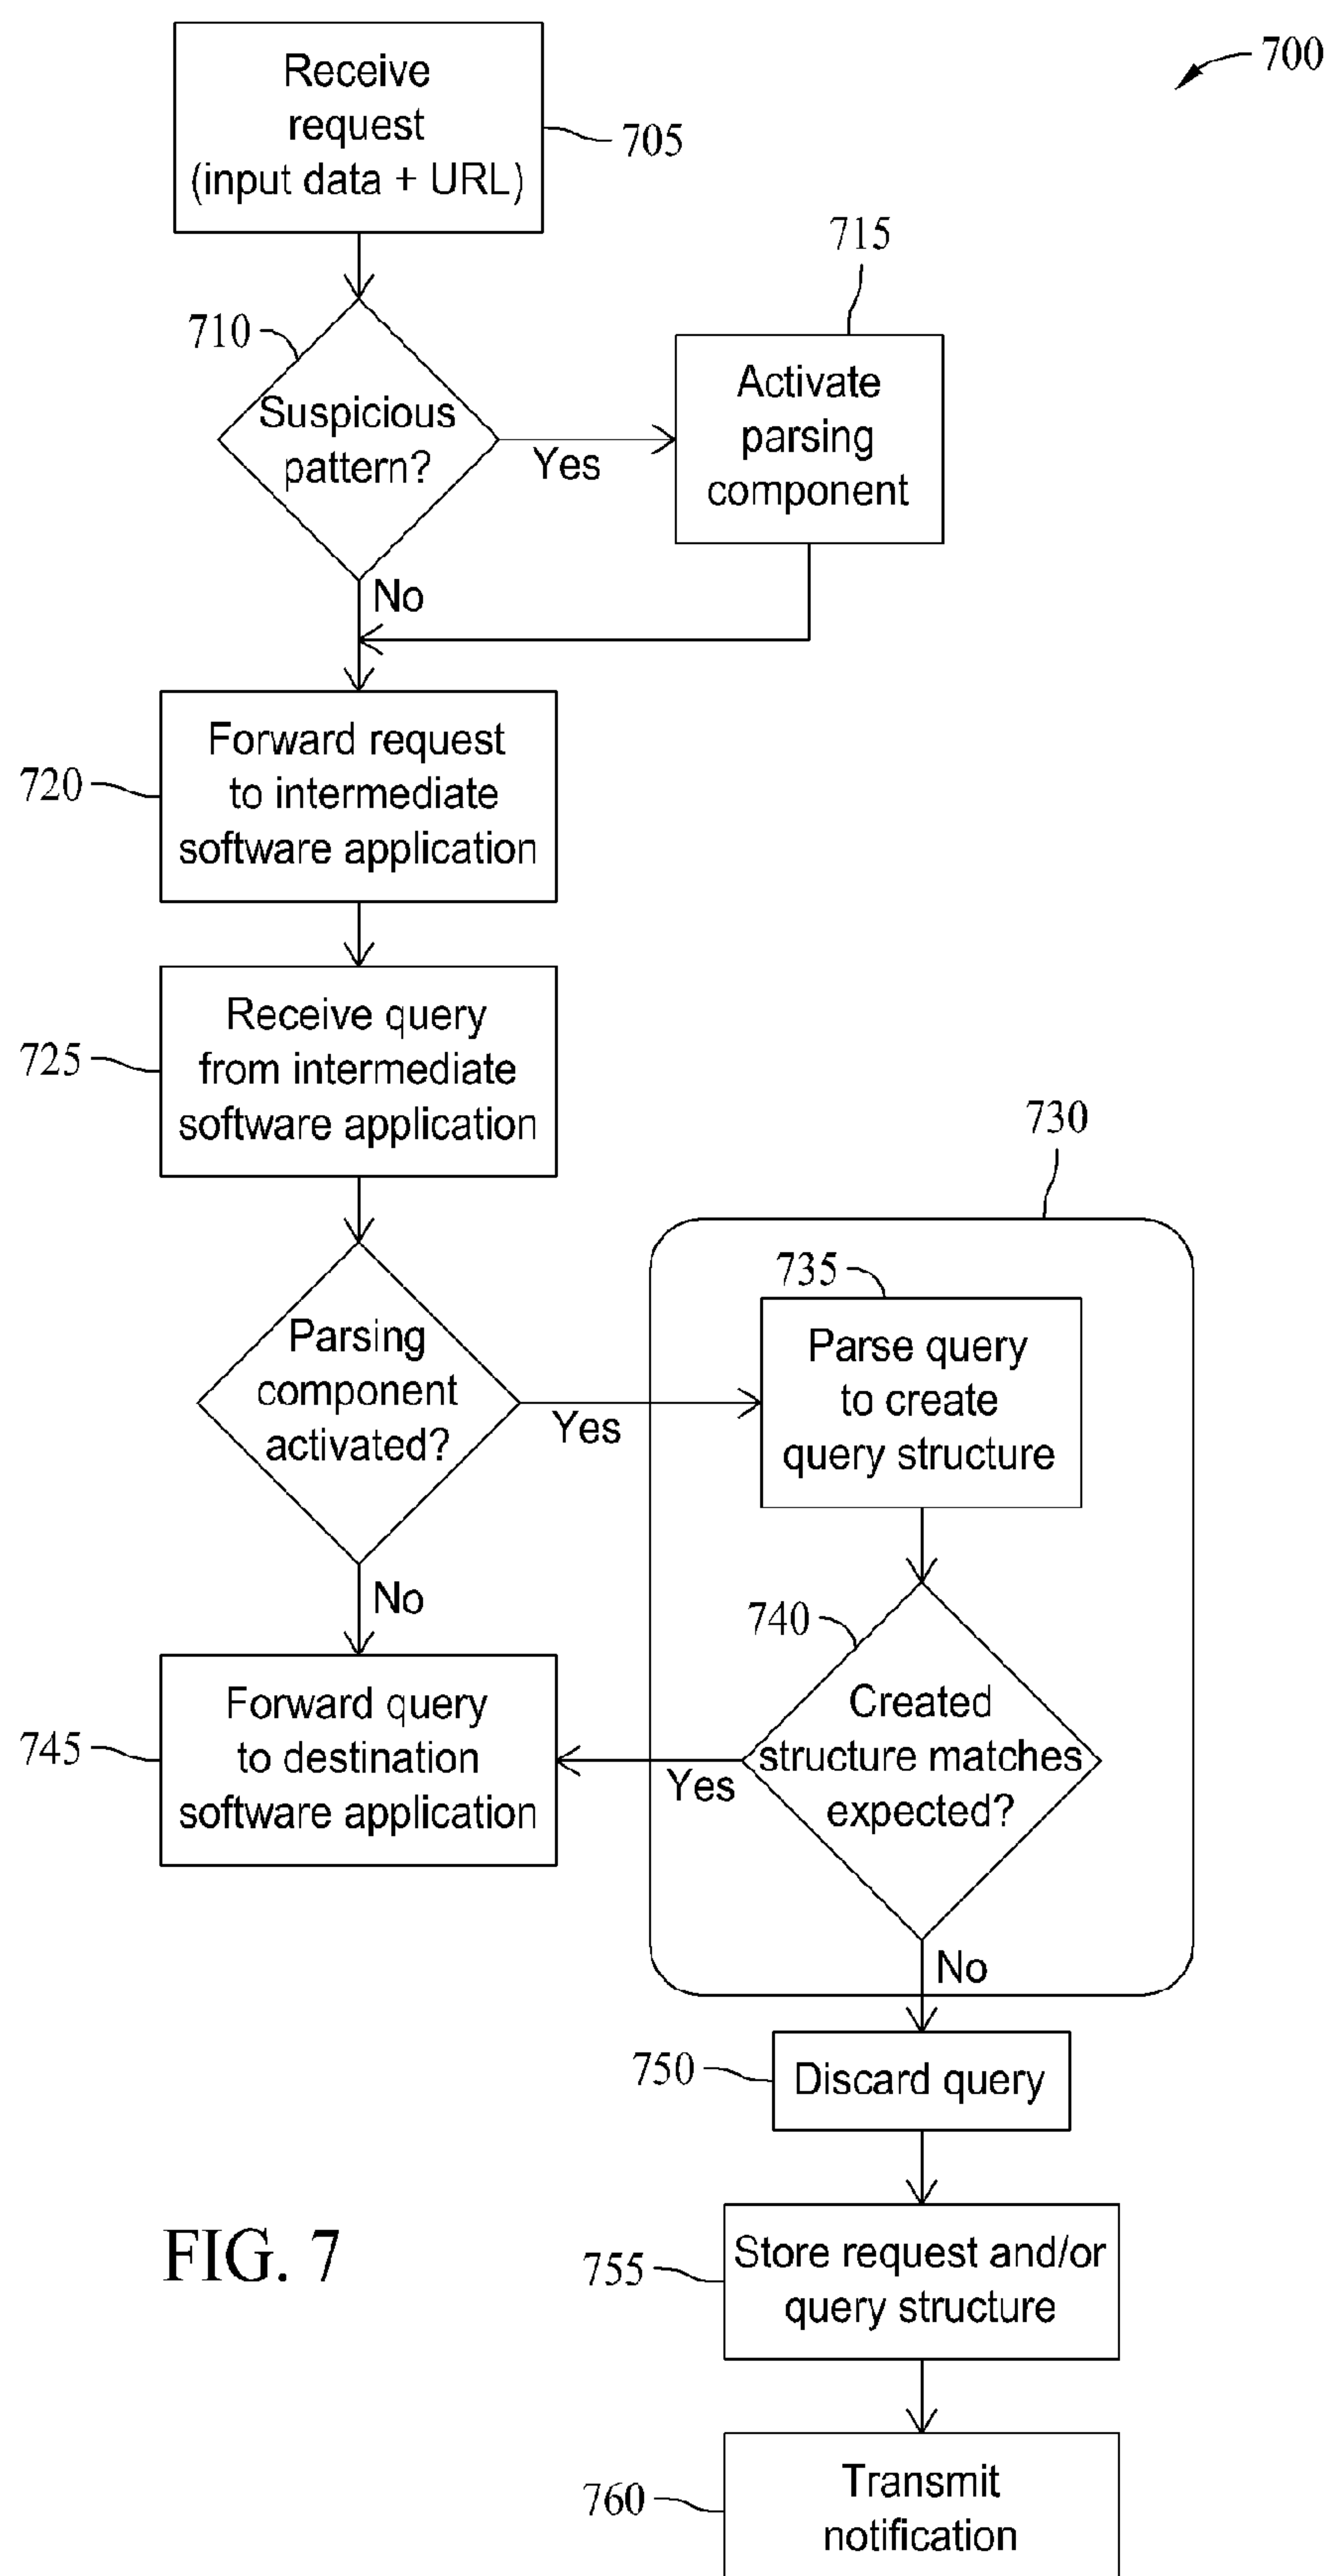 700
Receive
request
(input data + URL)
705
715
710
Suspicious
pattern?
Yes
Activate
parsing
component
No
720
Forward request
to intermediate
software application
725
Receive query
from intermediate
software application
730
735
Parsing
component
activated?
Yes
Parse query
to create
query structure
No
740
Created
structure matches
expected?
Yes
745
Forward query
to destination
software application
No
750
Discard query
FIG. 7
755
Store request and/or
query structure
760
Transmit
notification